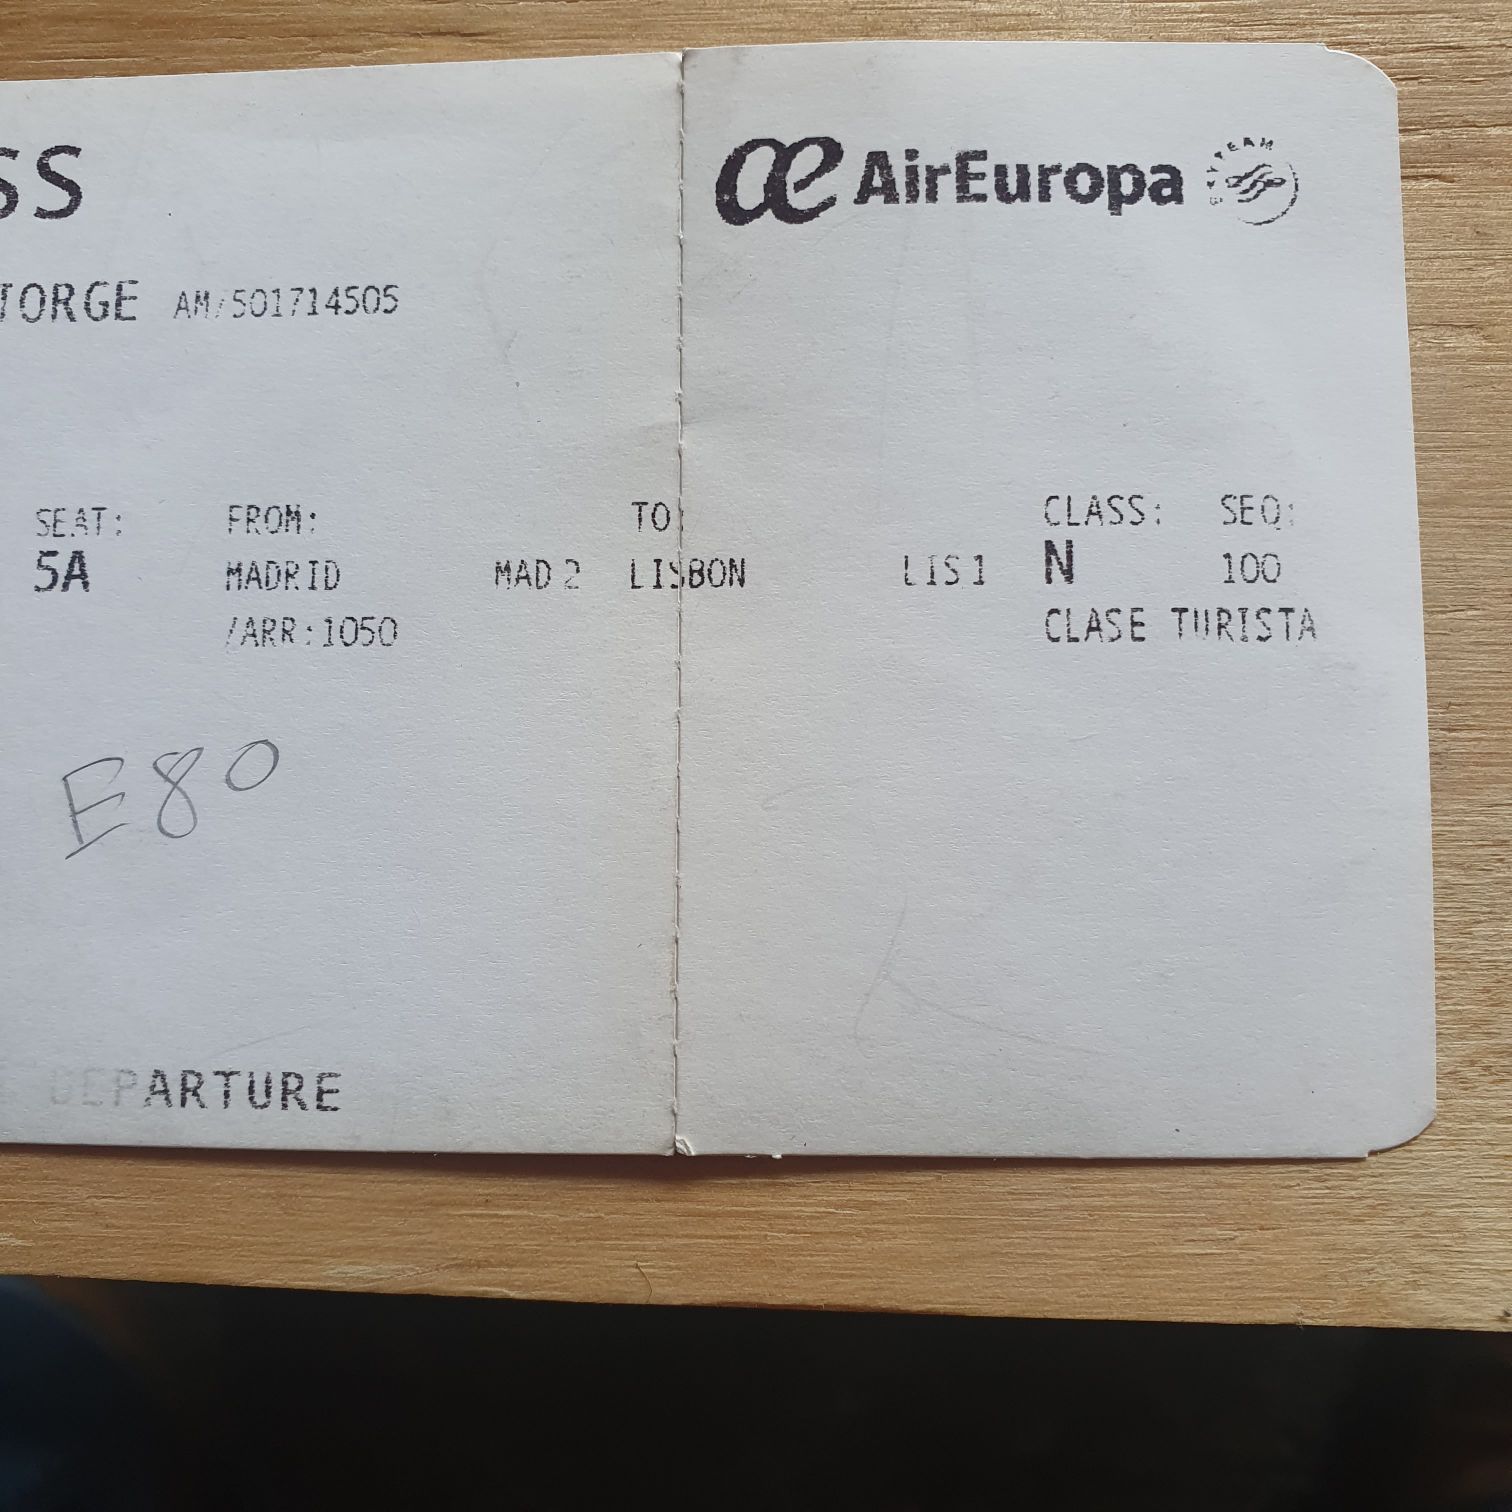 SS
AirEuropa
SKYTEAM
JORGE AM/501714505
SEAT: FROM: TO: CLASS: SEQ:
5A MADRID MAD 2 LISBON LIS 1 N 100
/ARR:1050 CLASE TURISTA
E80
DEPARTURE